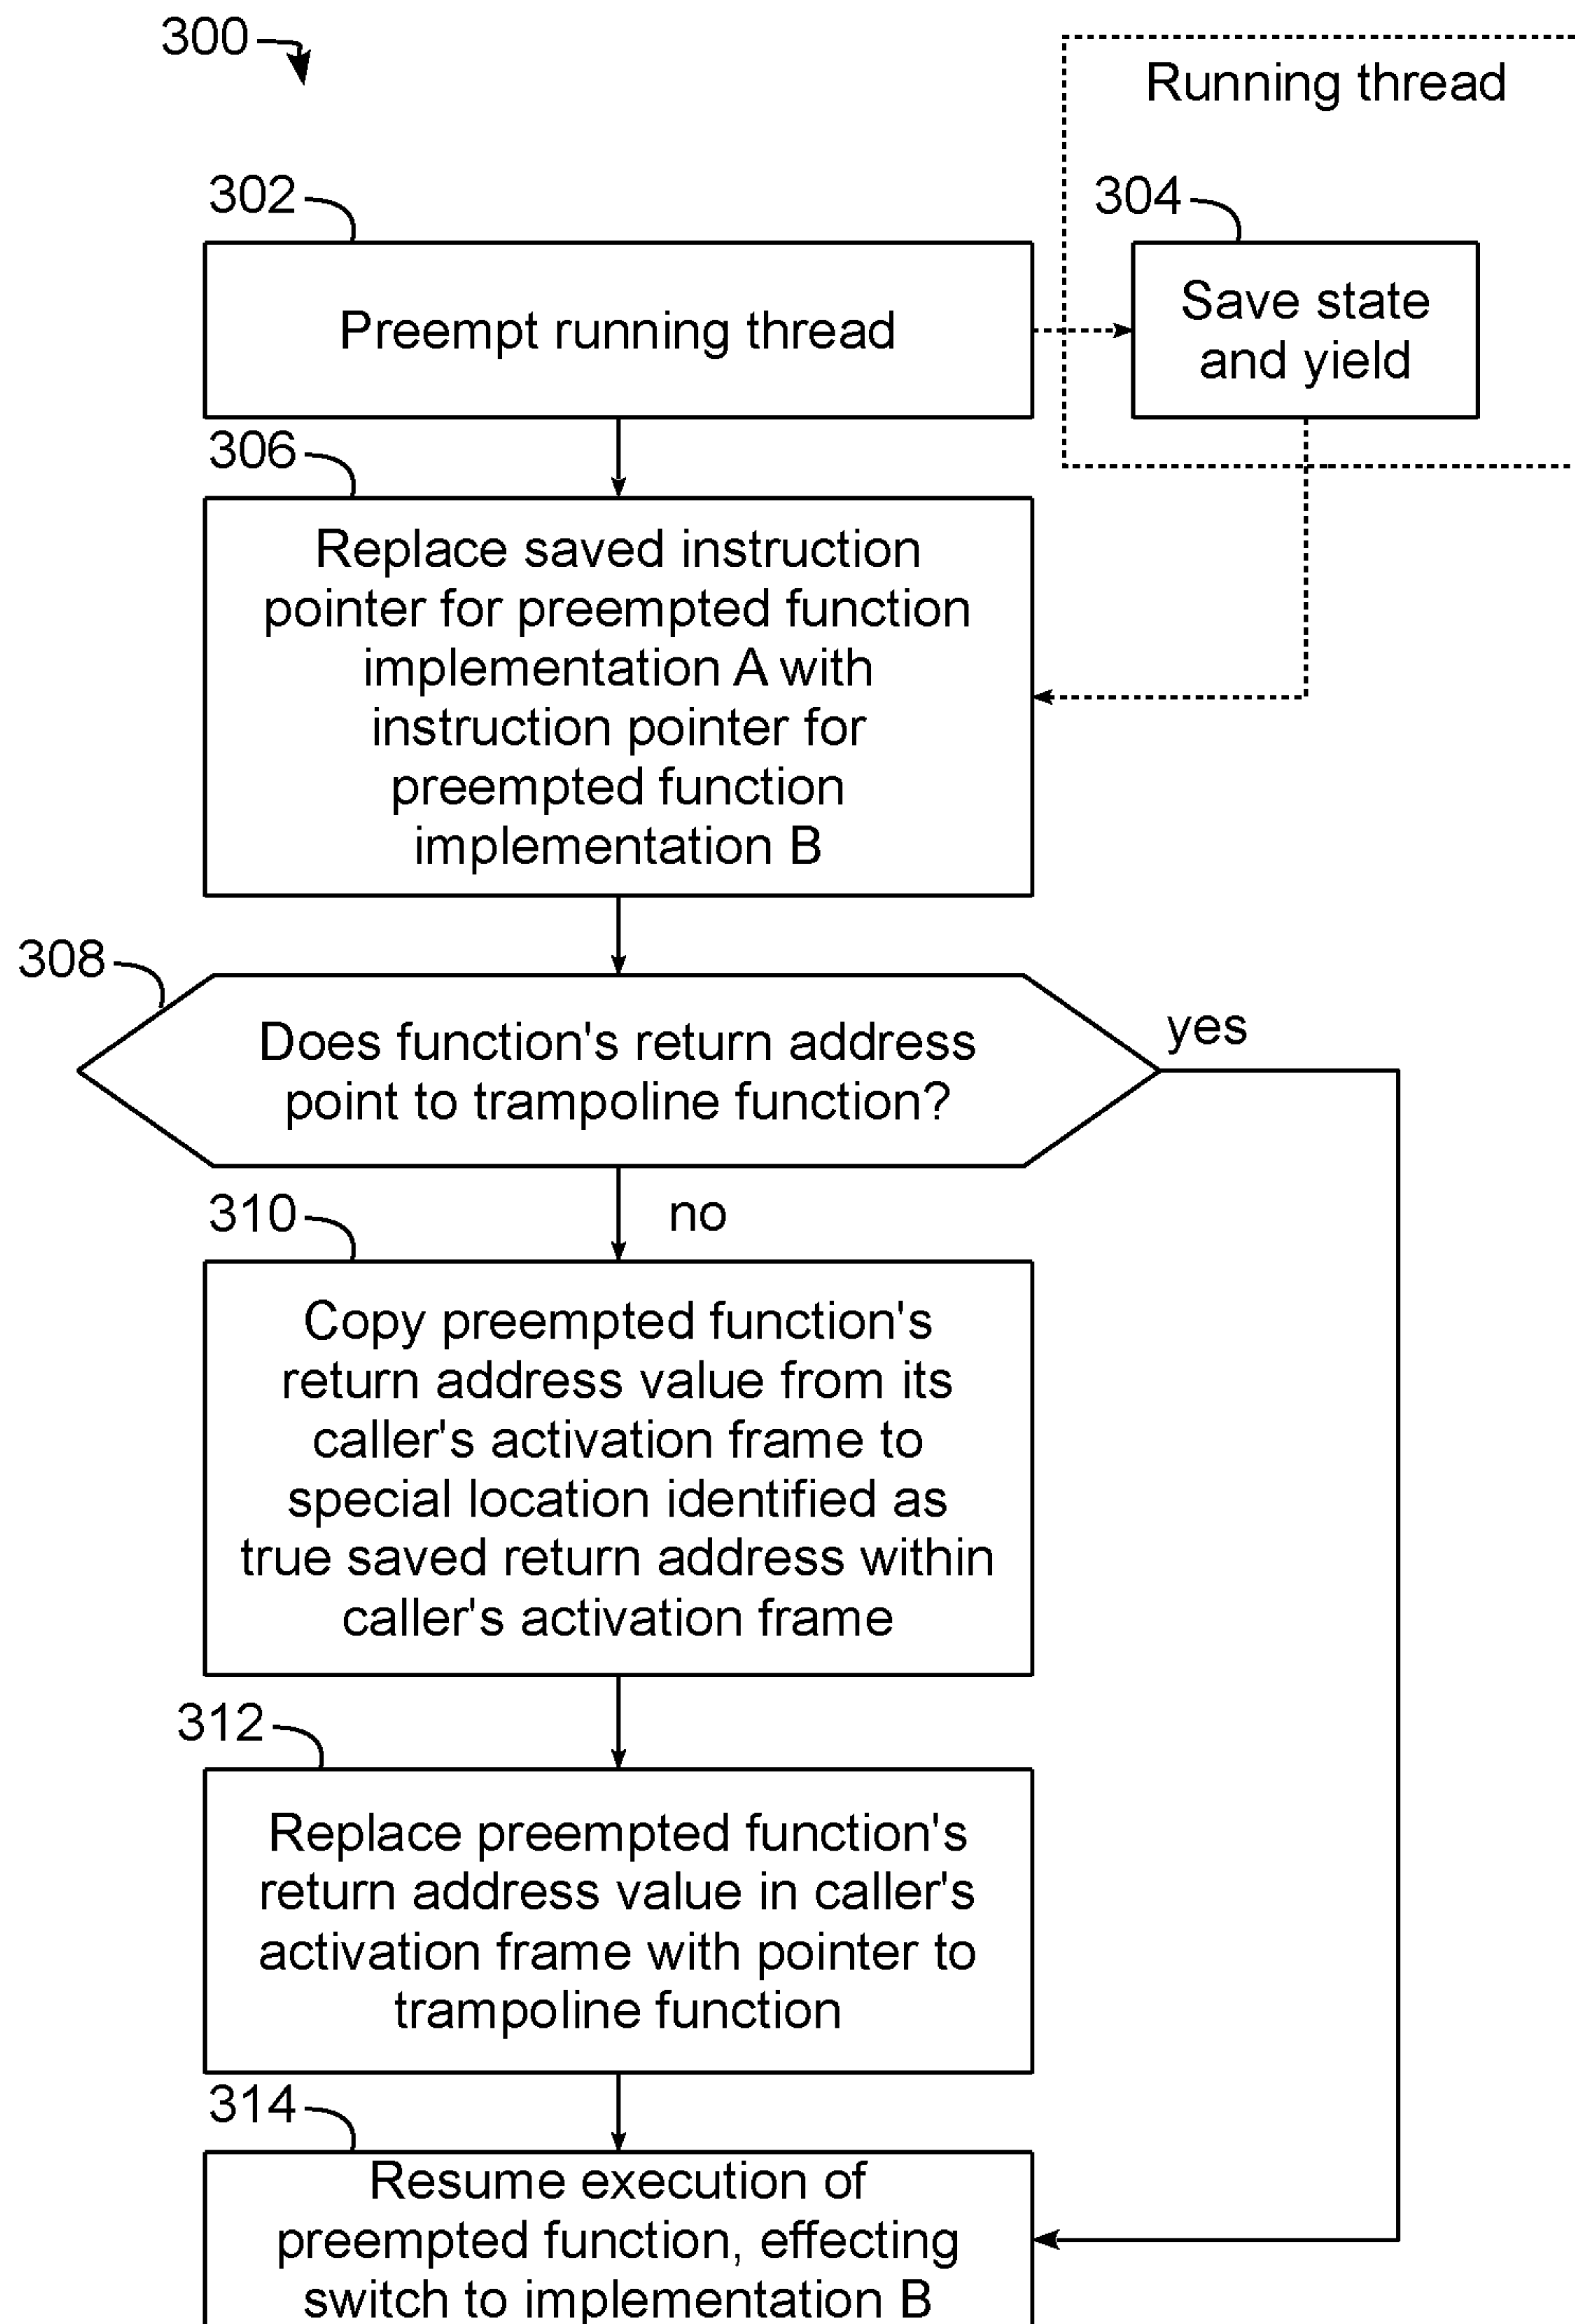 300
Running thread
302
304
Preempt running thread
Save state
and yield
306
Replace saved instruction
pointer for preempted function
implementation A with
instruction pointer for
preempted function
implementation B
308
Does function's return address
point to trampoline function?
yes
310
no
Copy preempted function's
return address value from its
caller's activation frame to
special location identified as
true saved return address within
caller's activation frame
312
Replace preempted function's
return address value in caller's
activation frame with pointer to
trampoline function
314
Resume execution of
preempted function, effecting
switch to implementation B